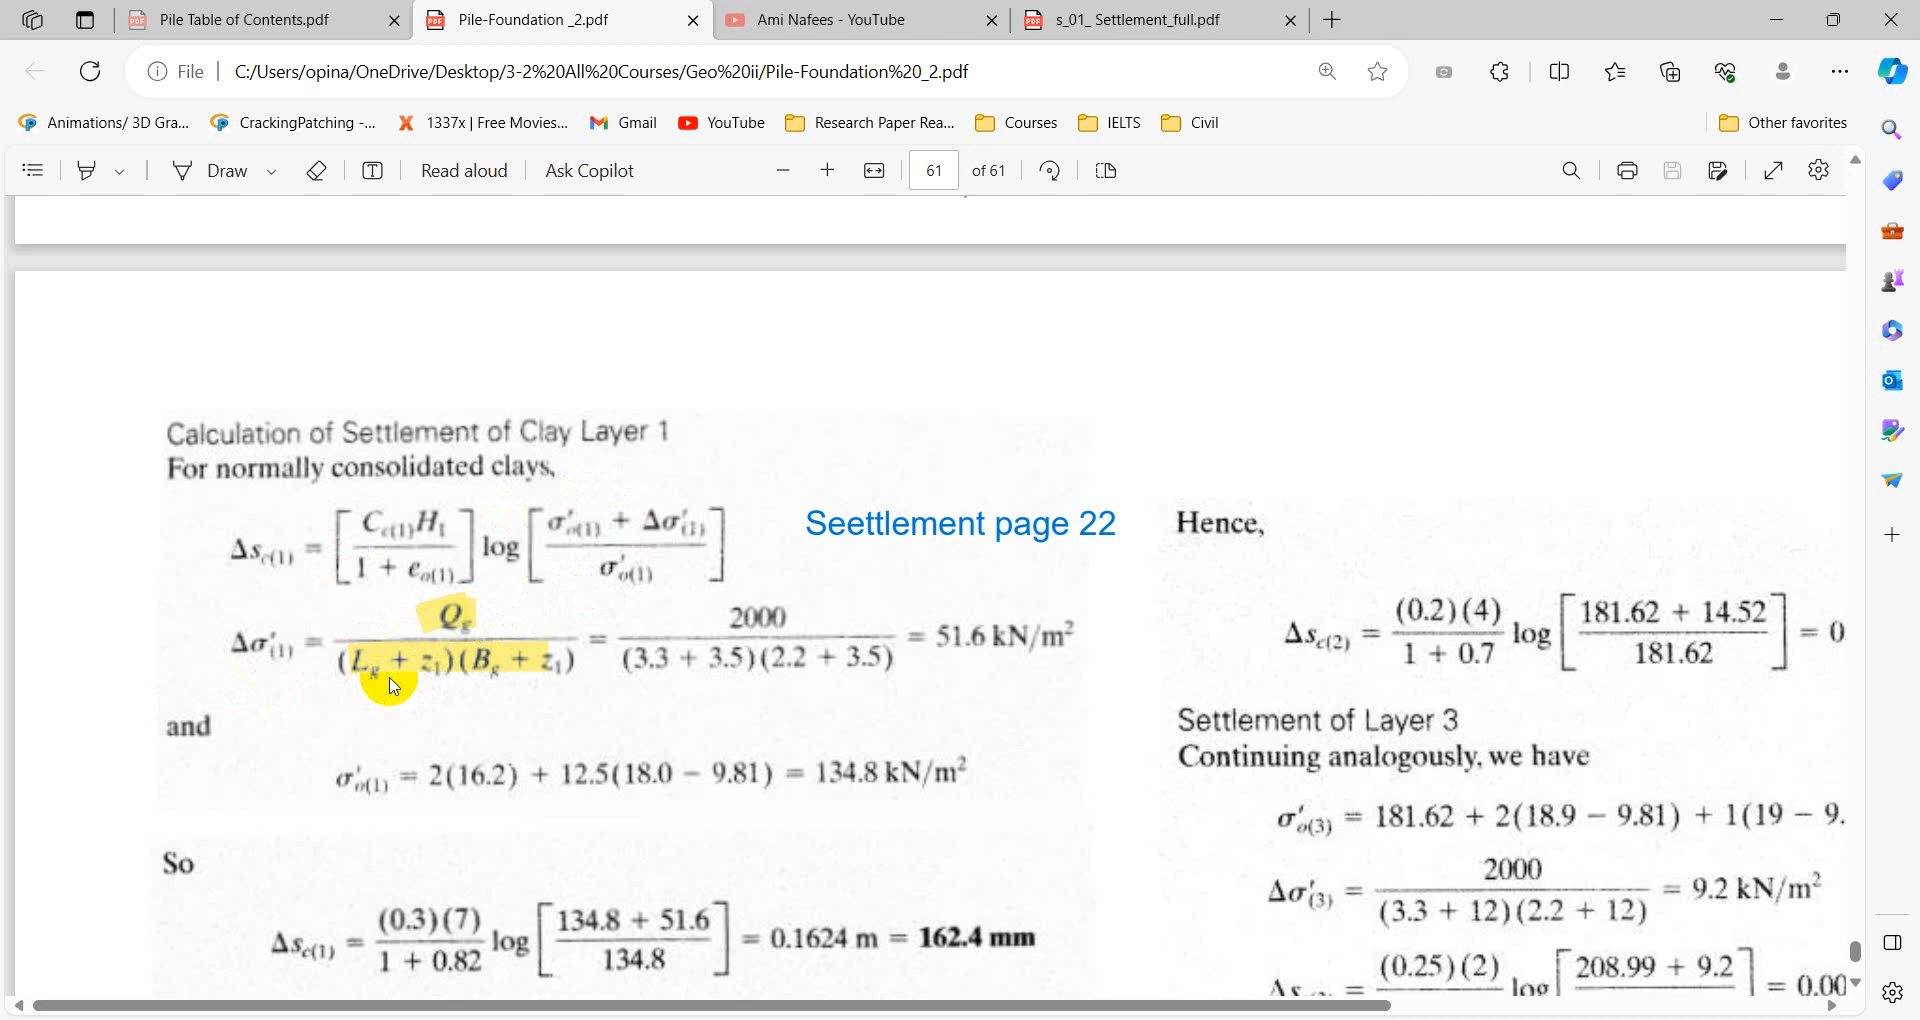 Pile Table of Contents.pdf
Pile-Foundation _2.pdf
Ami Nafees - YouTube
s_01_ Settlement_full.pdf
File
C:/Users/opina/OneDrive/Desktop/3-2%20All%20Courses/Geo%20ii/Pile-Foundation%20_2.pdf
Animations/ 3D Gra...
CrackingPatching -...
1337x | Free Movies...
Gmail
YouTube
Research Paper Rea...
Courses
IELTS
Civil
Other favorites
Draw
Read aloud
Ask Copilot
61 of 61
Calculation of Settlement of Clay Layer 1
For normally consolidated clays,
Δs_c(1) = [C_c(1)H_1 / 1 + e_o(1)] log [σ′_o(1) + Δσ′_(1) / σ′_o(1)]
Δσ′_(1) = Q_g / (L_g + z_1)(B_g + z_1) = 2000 / (3.3 + 3.5)(2.2 + 3.5) = 51.6 kN/m²
and
σ′_o(1) = 2(16.2) + 12.5(18.0 − 9.81) = 134.8 kN/m²
So
Δs_c(1) = (0.3)(7) / 1 + 0.82 log [134.8 + 51.6 / 134.8] = 0.1624 m = 162.4 mm
Seettlement page 22
Hence,
Δs_c(2) = (0.2)(4) / 1 + 0.7 log [181.62 + 14.52 / 181.62] = 0
Settlement of Layer 3
Continuing analogously, we have
σ′_o(3) = 181.62 + 2(18.9 − 9.81) + 1(19 − 9.
Δσ′_(3) = 2000 / (3.3 + 12)(2.2 + 12) = 9.2 kN/m²
(0.25)(2) log [208.99 + 9.2 = 0.00